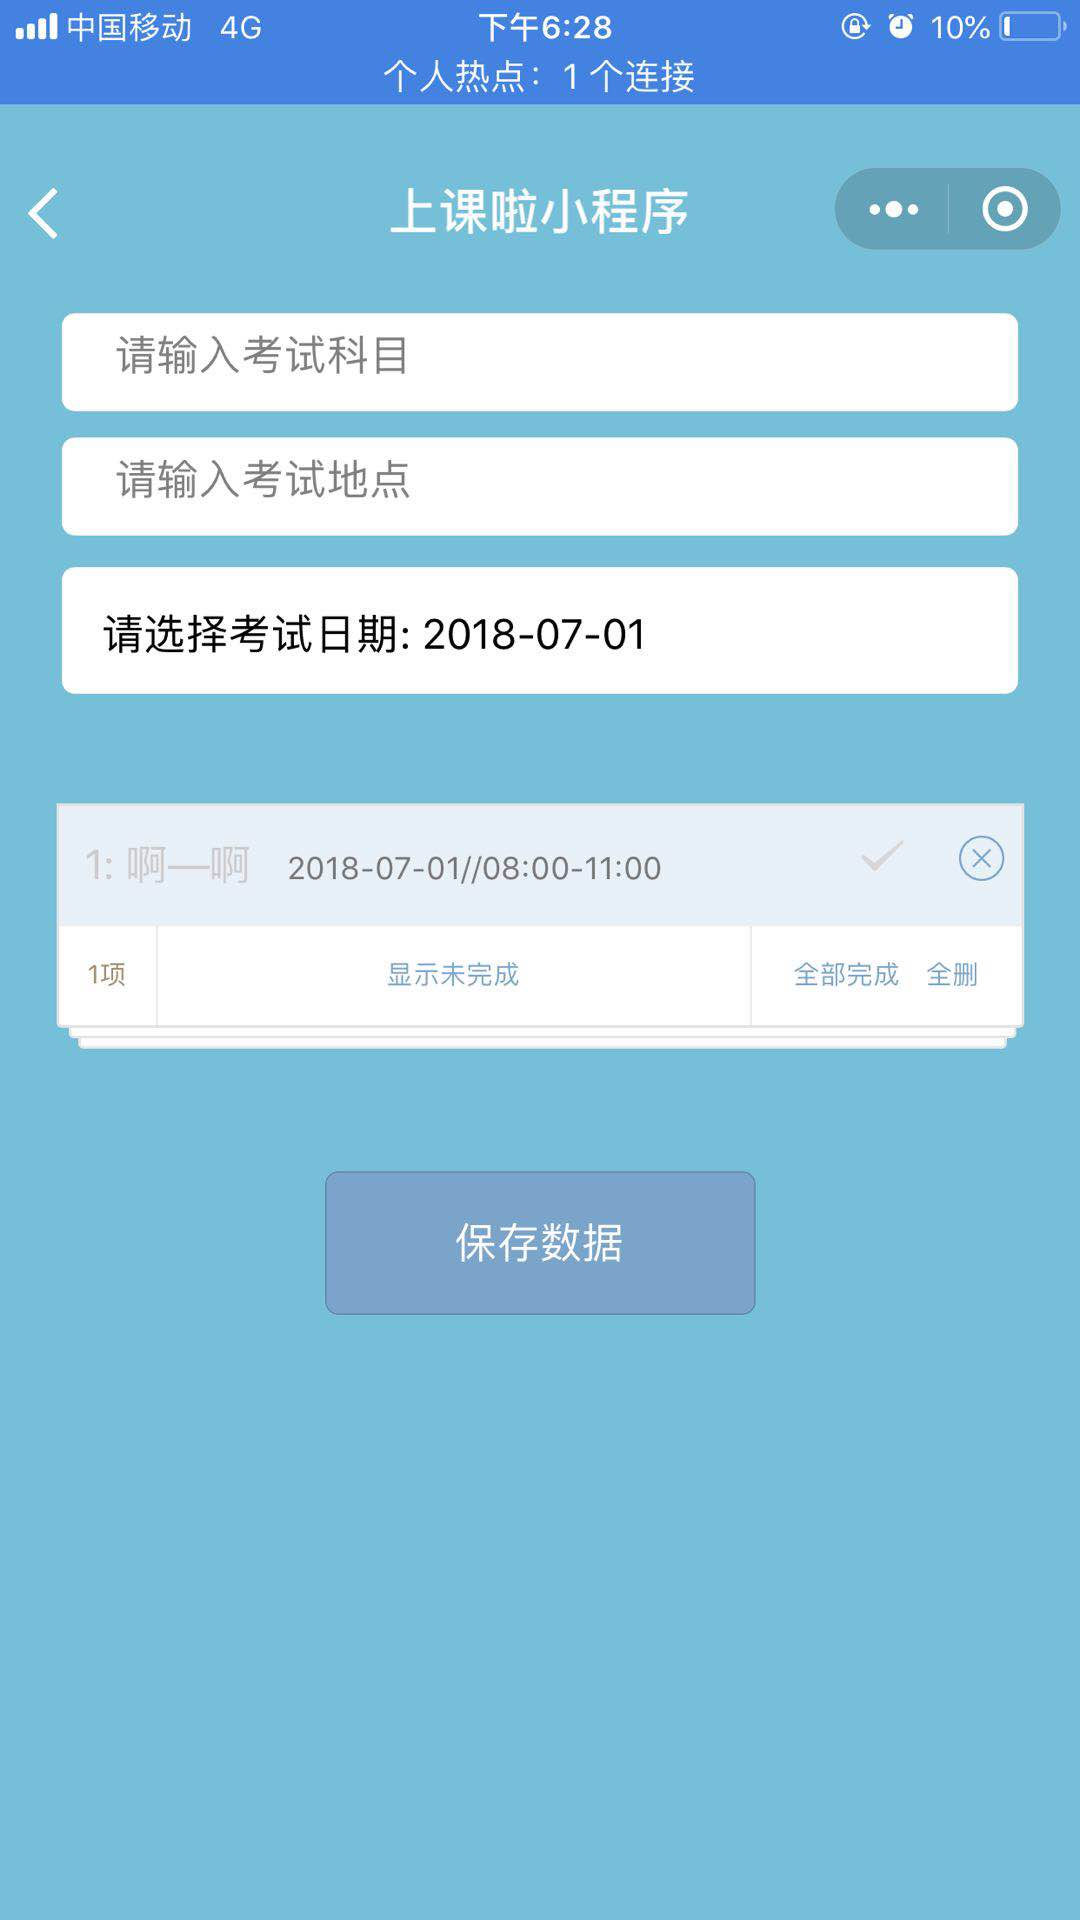 中国移动 4G 下午6:28 10%
个人热点：1 个连接
上课啦小程序
请输入考试科目
请输入考试地点
请选择考试日期: 2018-07-01
1: 啊—啊 2018-07-01//08:00-11:00
1项 显示未完成 全部完成 全删
保存数据